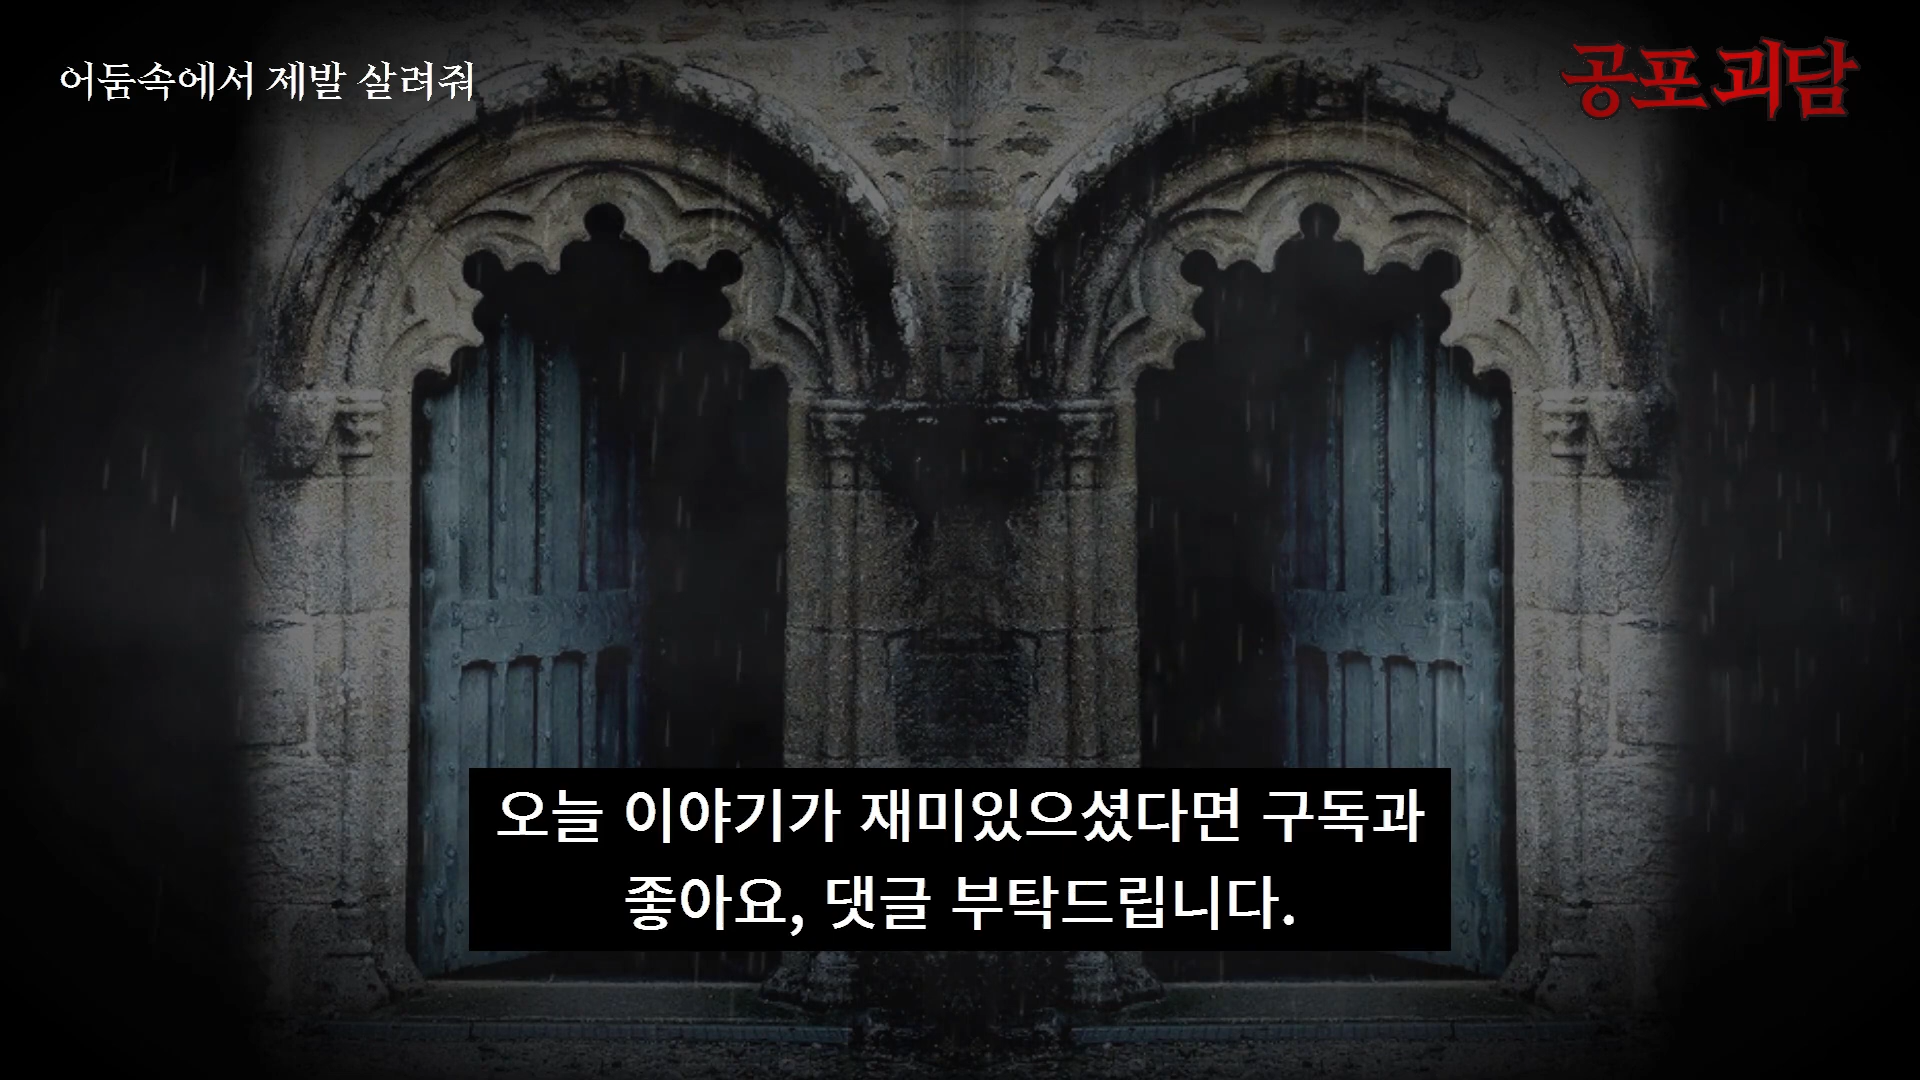 어둠속에서 제발 살려줘
공포괴담
오늘 이야기가 재미있으셨다면 구독과
좋아요, 댓글 부탁드립니다.